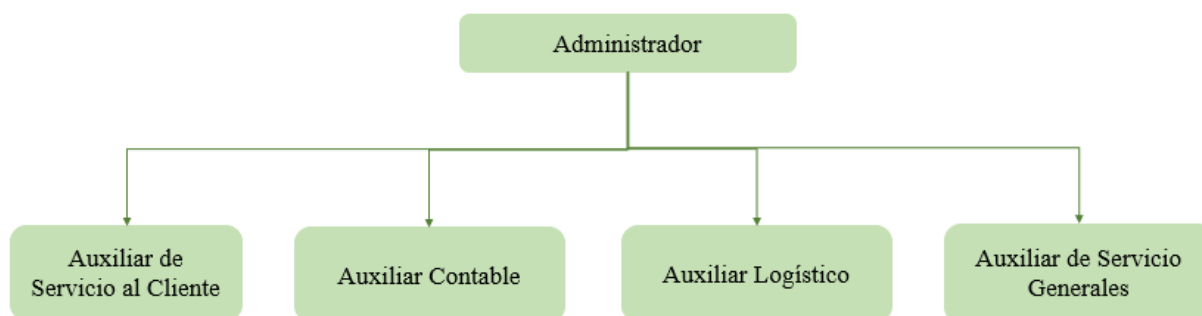 Administrador
Auxiliar de
Servicio al Cliente
Auxiliar Contable
Auxiliar Logístico
Auxiliar de Servicio
Generales